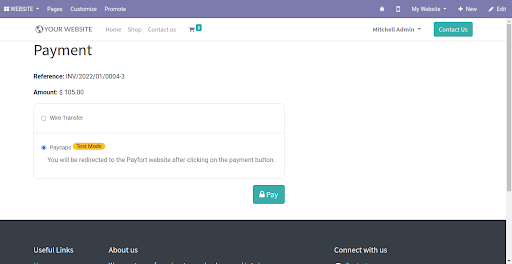 WEBSITE Pages Customize Promote My Website + New Edit
YOUR WEBSITE Home Shop Contact us Mitchell Admin Contact Us
Payment
Reference: INV/2022/01/0004-3
Amount: $ 105.00
Wire Transfer
Paycaps Test Mode
You will be redirected to the Payfort website after clicking on the payment button.
Pay
Useful Links About us Connect with us